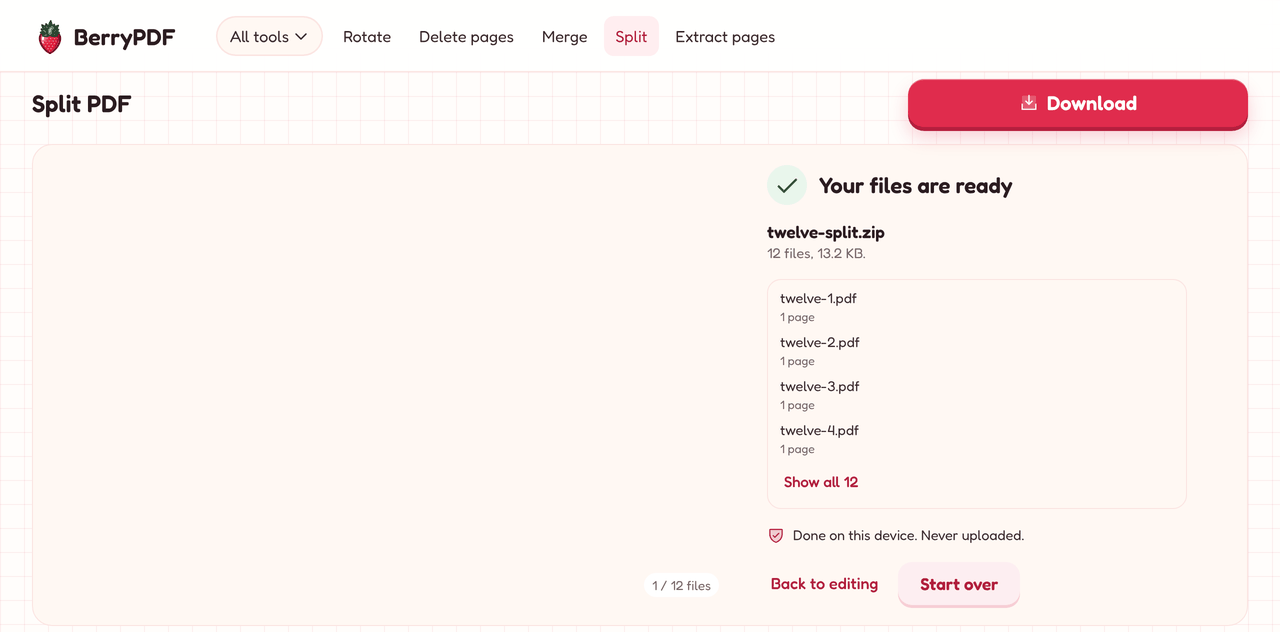 BerryPDF
All tools
Rotate
Delete pages
Merge
Split
Extract pages
Split PDF
Download
Your files are ready
twelve-split.zip
12 files, 13.2 KB.
twelve-1.pdf
1 page
twelve-2.pdf
1 page
twelve-3.pdf
1 page
twelve-4.pdf
1 page
Show all 12
Done on this device. Never uploaded.
1 / 12 files
Back to editing
Start over